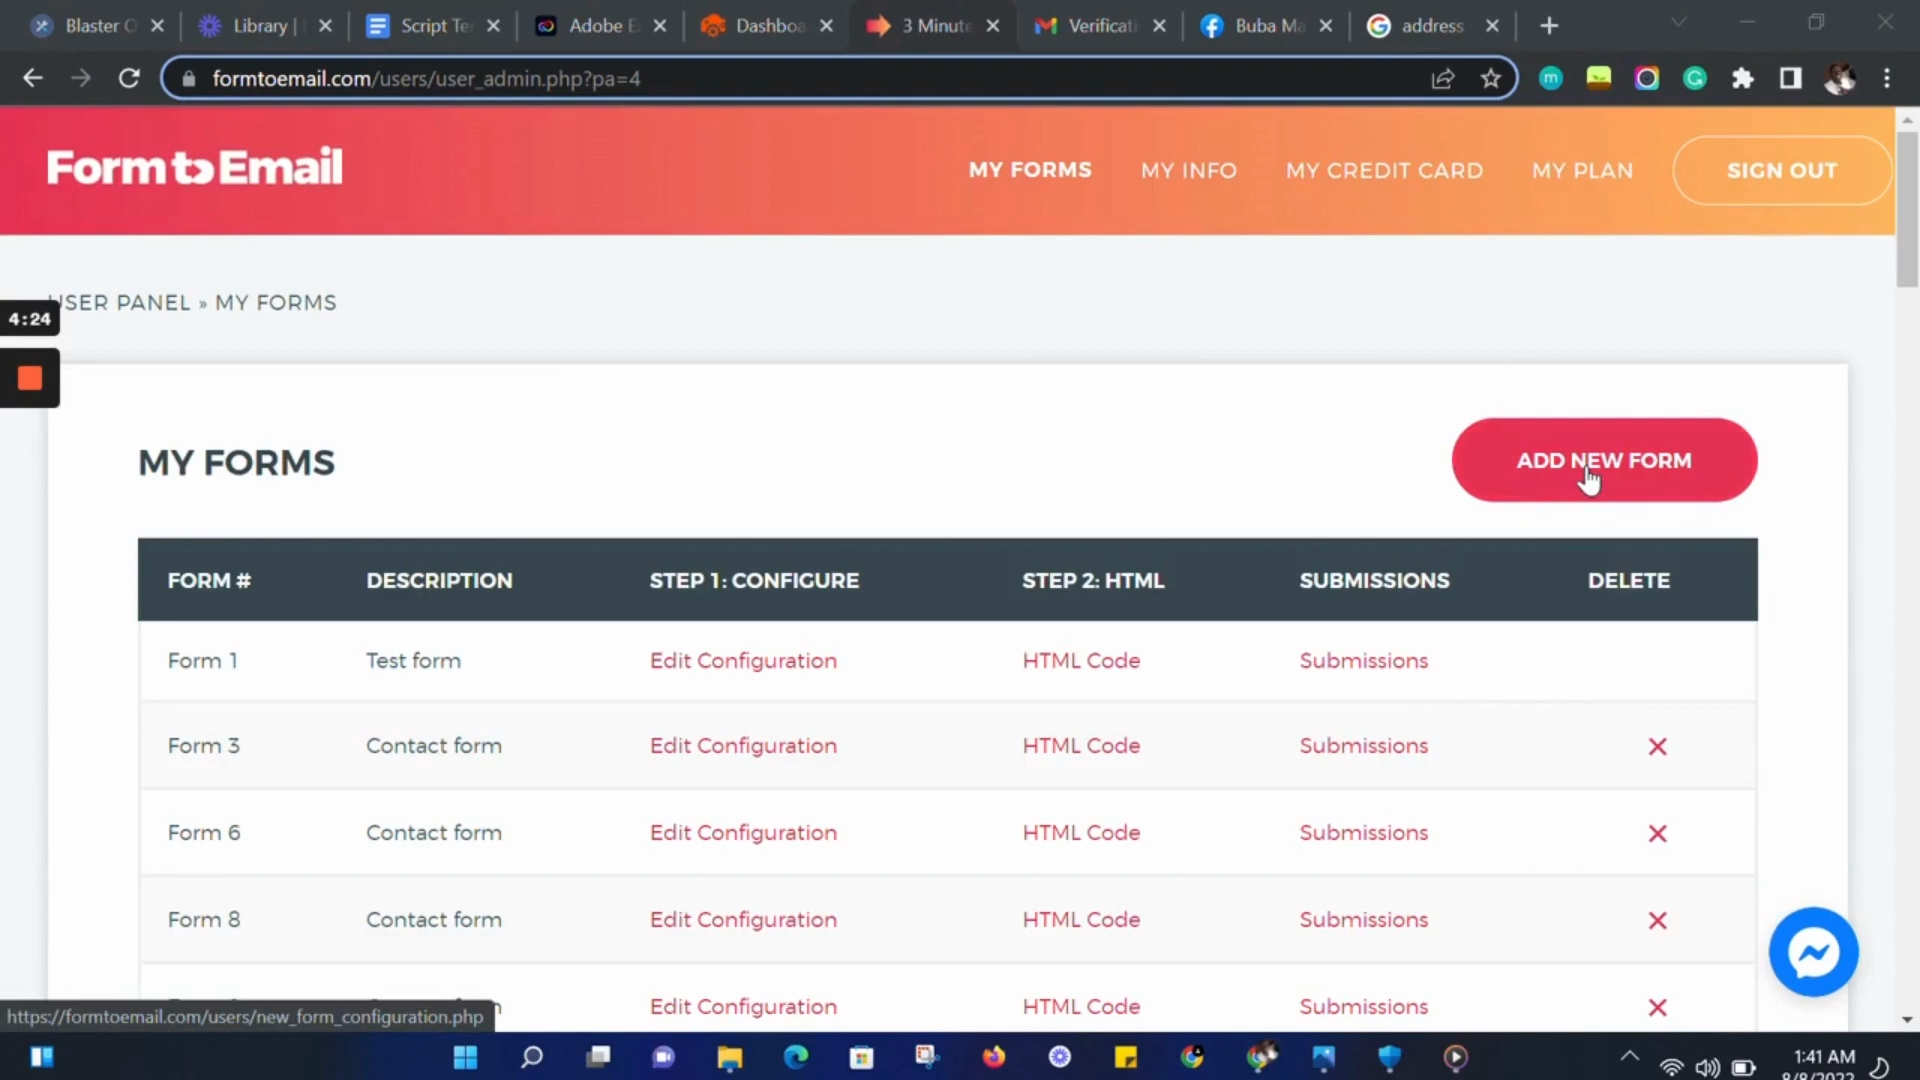 Blaster
Library |
Script Te
Adobe E
Dashboa
3 Minute
Verificati
Buba Ma
address
formtoemail.com/users/user_admin.php?pa=4
Form to Email
MY FORMS
MY INFO
MY CREDIT CARD
MY PLAN
SIGN OUT
USER PANEL » MY FORMS
4:24
MY FORMS
ADD NEW FORM
FORM # DESCRIPTION STEP 1: CONFIGURE STEP 2: HTML SUBMISSIONS DELETE
Form 1 Test form Edit Configuration HTML Code Submissions
Form 3 Contact form Edit Configuration HTML Code Submissions
Form 6 Contact form Edit Configuration HTML Code Submissions
Form 8 Contact form Edit Configuration HTML Code Submissions
Edit Configuration HTML Code Submissions
https://formtoemail.com/users/new_form_configuration.php
1:41 AM
8/8/2022